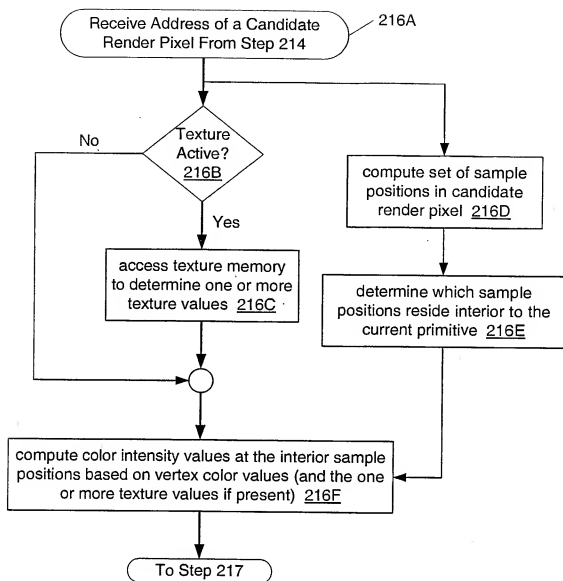 Receive Address of a Candidate
Render Pixel From Step 214
216A
No
Texture
Active?
216B
Yes
compute set of sample
positions in candidate
render pixel 216D
access texture memory
to determine one or more
texture values 216C
determine which sample
positions reside interior to the
current primitive 216E
compute color intensity values at the interior sample
positions based on vertex color values (and the one
or more texture values if present) 216F
To Step 217